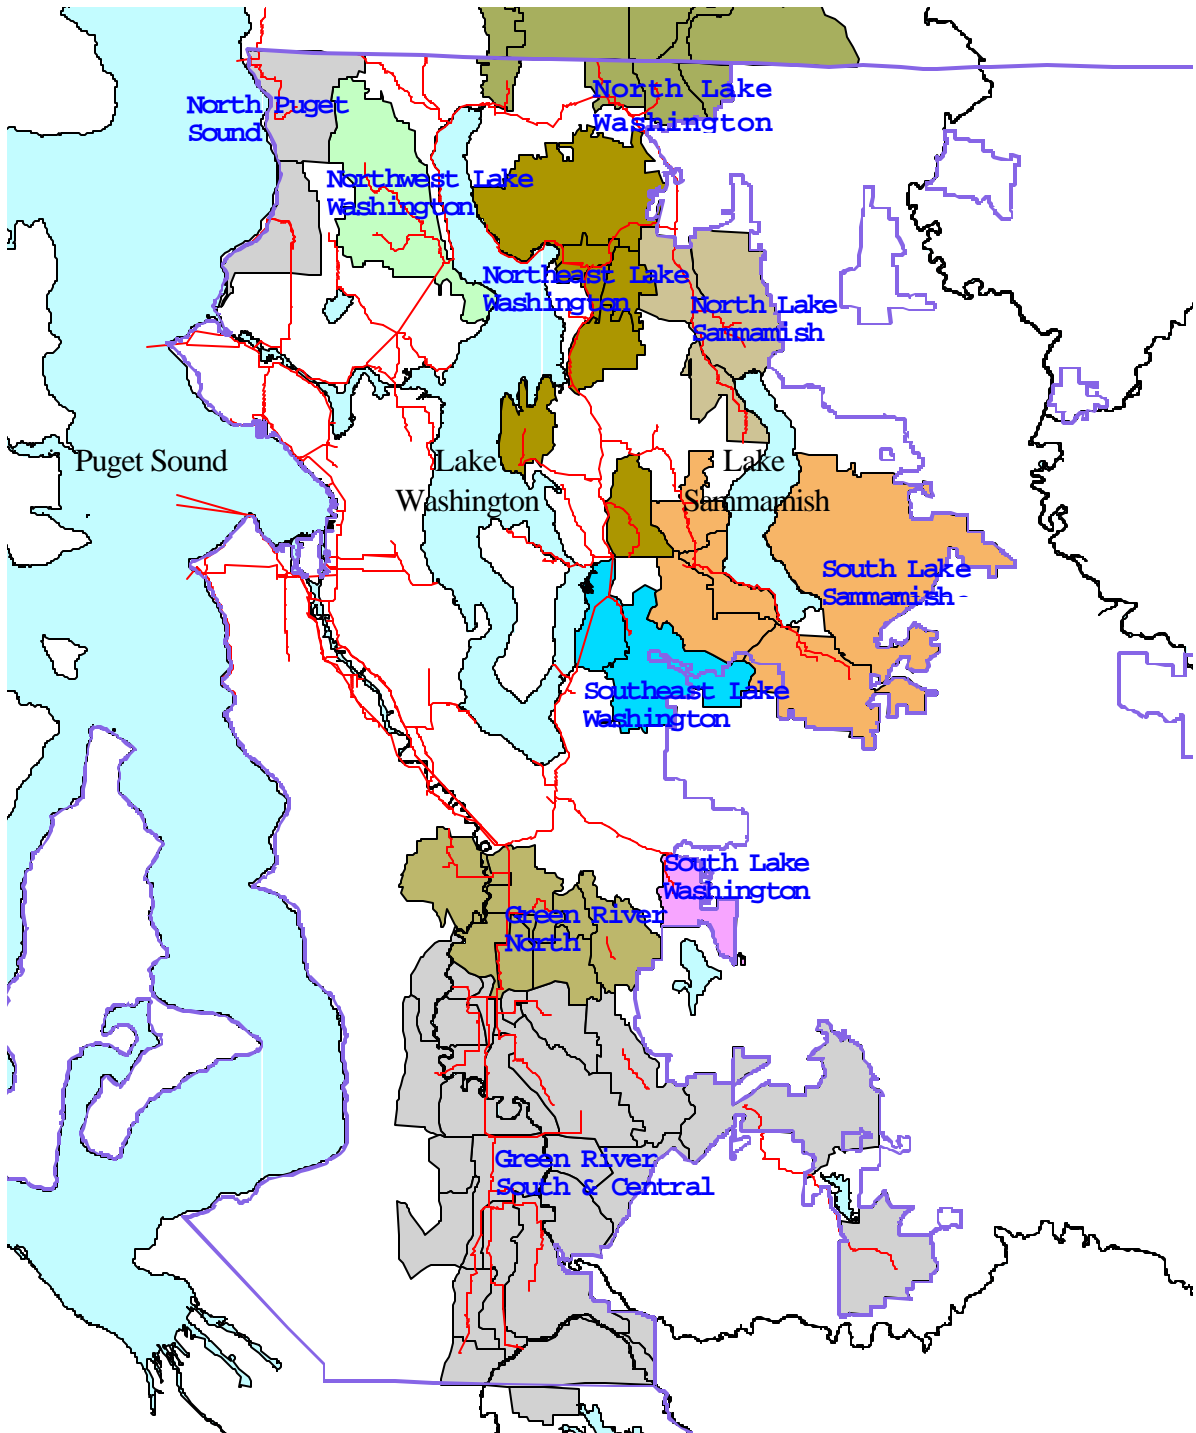 North Puget
Sound
North Lake
Washington
Northwest Lake
Washington
Northeast Lake
Washington
North Lake
Sammamish
Puget Sound
Lake
Washington
Lake
Sammamish
South Lake
Sammamish
Southeast Lake
Washington
South Lake
Washington
Green River
North
Green River
South & Central